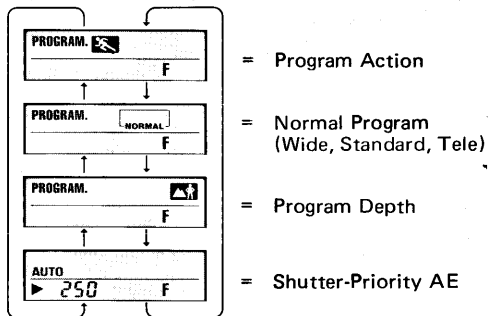 PROGRAM.
F
= Program Action
PROGRAM.
NORMAL
F
= Normal Program
(Wide, Standard, Tele)
PROGRAM.
F
= Program Depth
AUTO
▶ 250 F
= Shutter-Priority AE